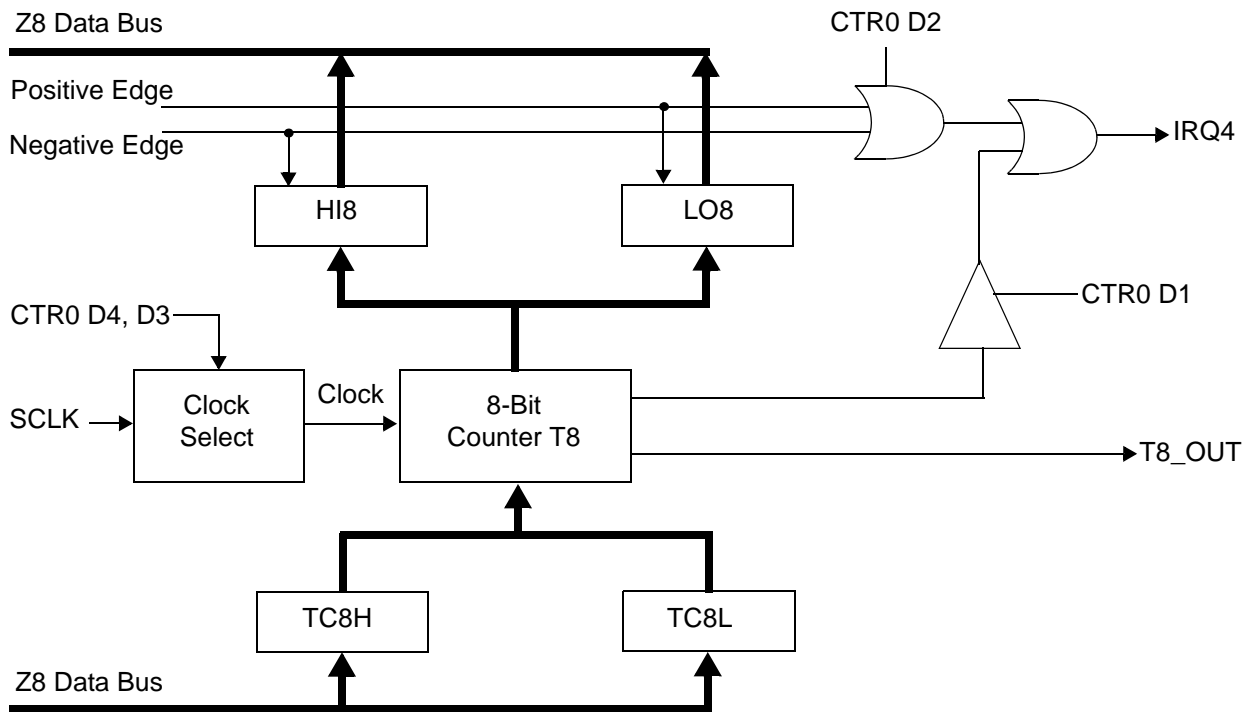 Z8 Data Bus
CTR0 D2
Positive Edge
Negative Edge
IRQ4
HI8
LO8
CTR0 D4, D3
CTR0 D1
SCLK
Clock
Select
Clock
8-Bit
Counter T8
T8_OUT
TC8H
TC8L
Z8 Data Bus